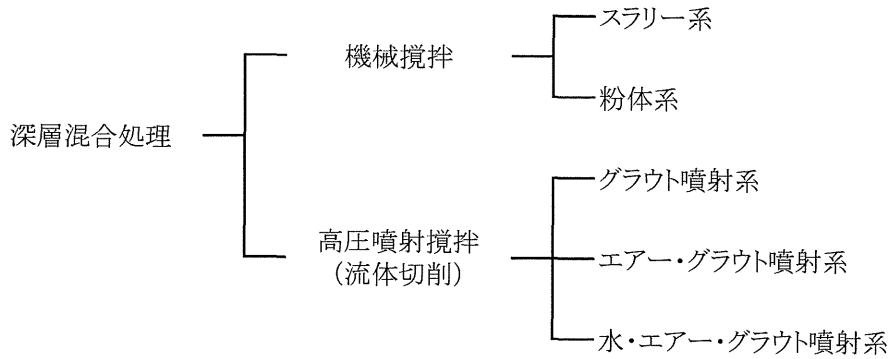 深層混合処理
機械撹拌
スラリー系
粉体系
高圧噴射撹拌
(流体切削)
グラウト噴射系
エアー・グラウト噴射系
水・エアー・グラウト噴射系